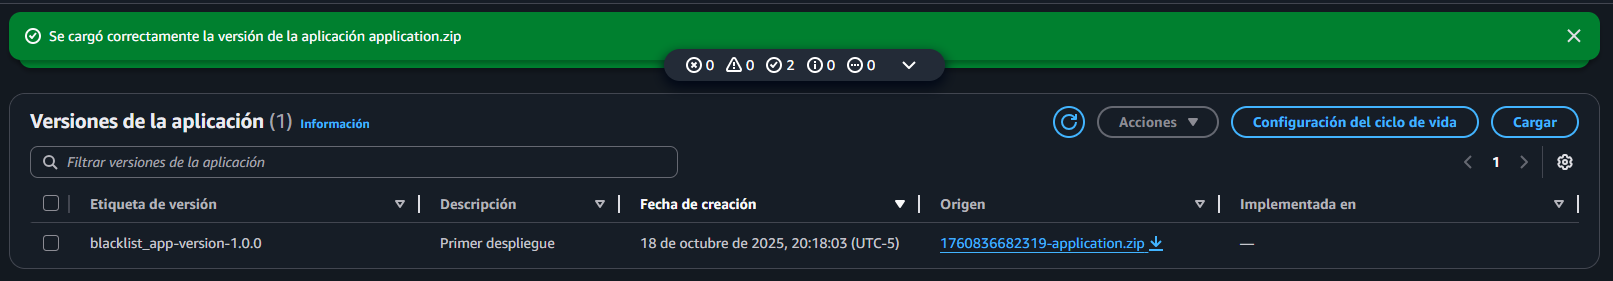 Se cargó correctamente la versión de la aplicación application.zip
0 0 2 0 0
Versiones de la aplicación (1) Información
Acciones
Configuración del ciclo de vida
Cargar
Filtrar versiones de la aplicación
1
Etiqueta de versión Descripción Fecha de creación Origen Implementada en
blacklist_app-version-1.0.0 Primer despliegue 18 de octubre de 2025, 20:18:03 (UTC-5) 1760836682319-application.zip —